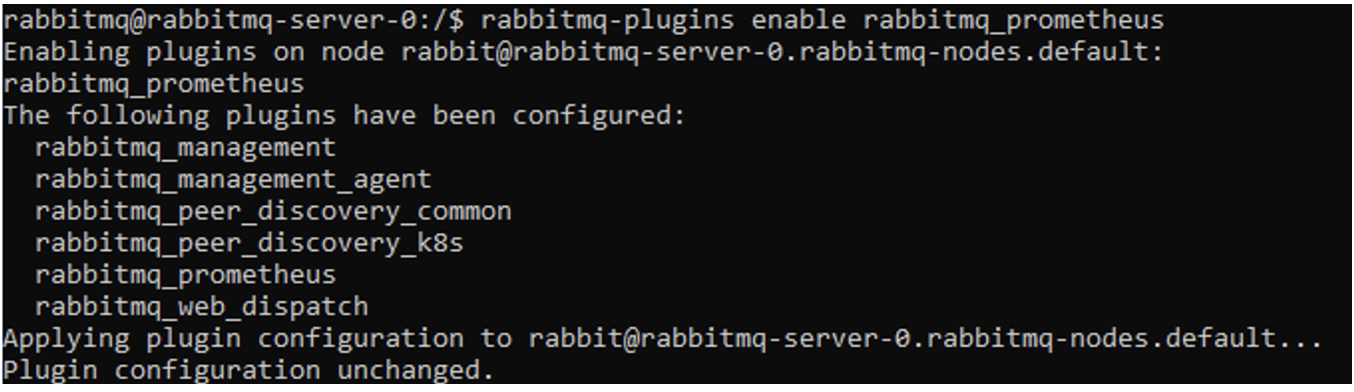 rabbitmq@rabbitmq-server-0:/$ rabbitmq-plugins enable rabbitmq_prometheus
Enabling plugins on node rabbit@rabbitmq-server-0.rabbitmq-nodes.default:
rabbitmq_prometheus
The following plugins have been configured:
  rabbitmq_management
  rabbitmq_management_agent
  rabbitmq_peer_discovery_common
  rabbitmq_peer_discovery_k8s
  rabbitmq_prometheus
  rabbitmq_web_dispatch
Applying plugin configuration to rabbit@rabbitmq-server-0.rabbitmq-nodes.default...
Plugin configuration unchanged.